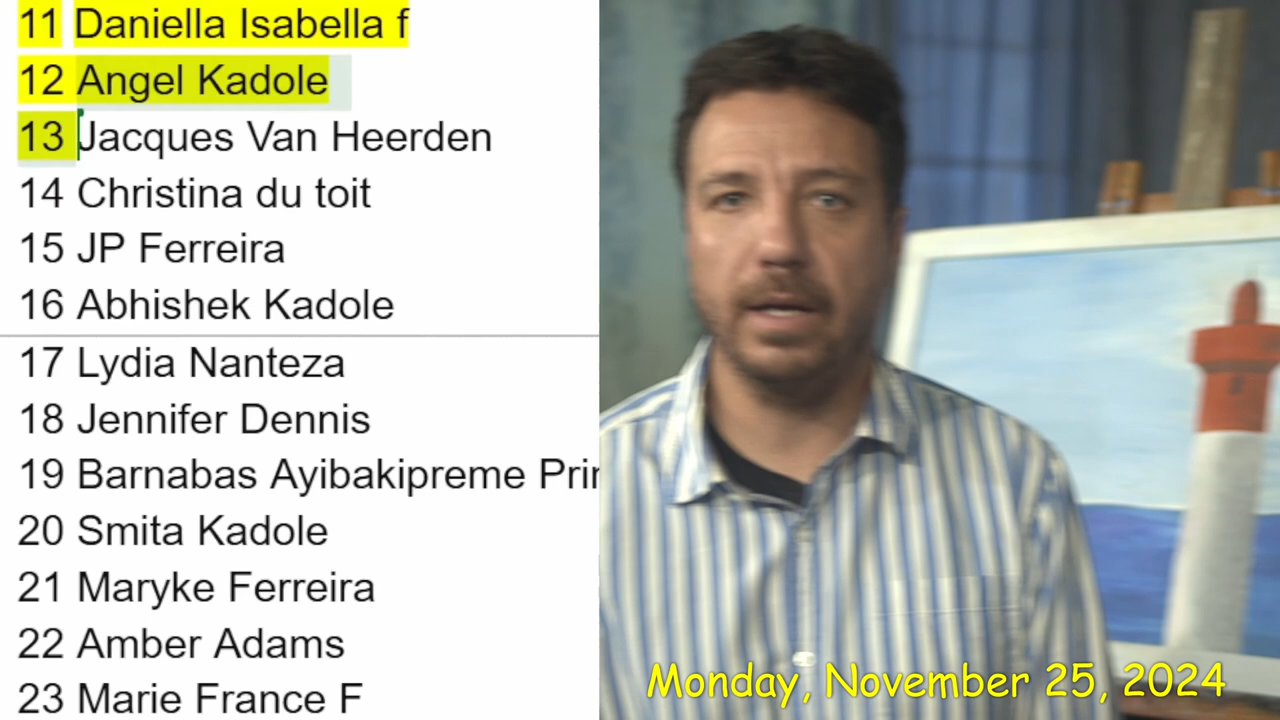 11 Daniella Isabella f
12 Angel Kadole
13 Jacques Van Heerden
14 Christina du toit
15 JP Ferreira
16 Abhishek Kadole
17 Lydia Nanteza
18 Jennifer Dennis
19 Barnabas Ayibakipreme Prin
20 Smita Kadole
21 Maryke Ferreira
22 Amber Adams
23 Marie France F
Monday, November 25, 2024